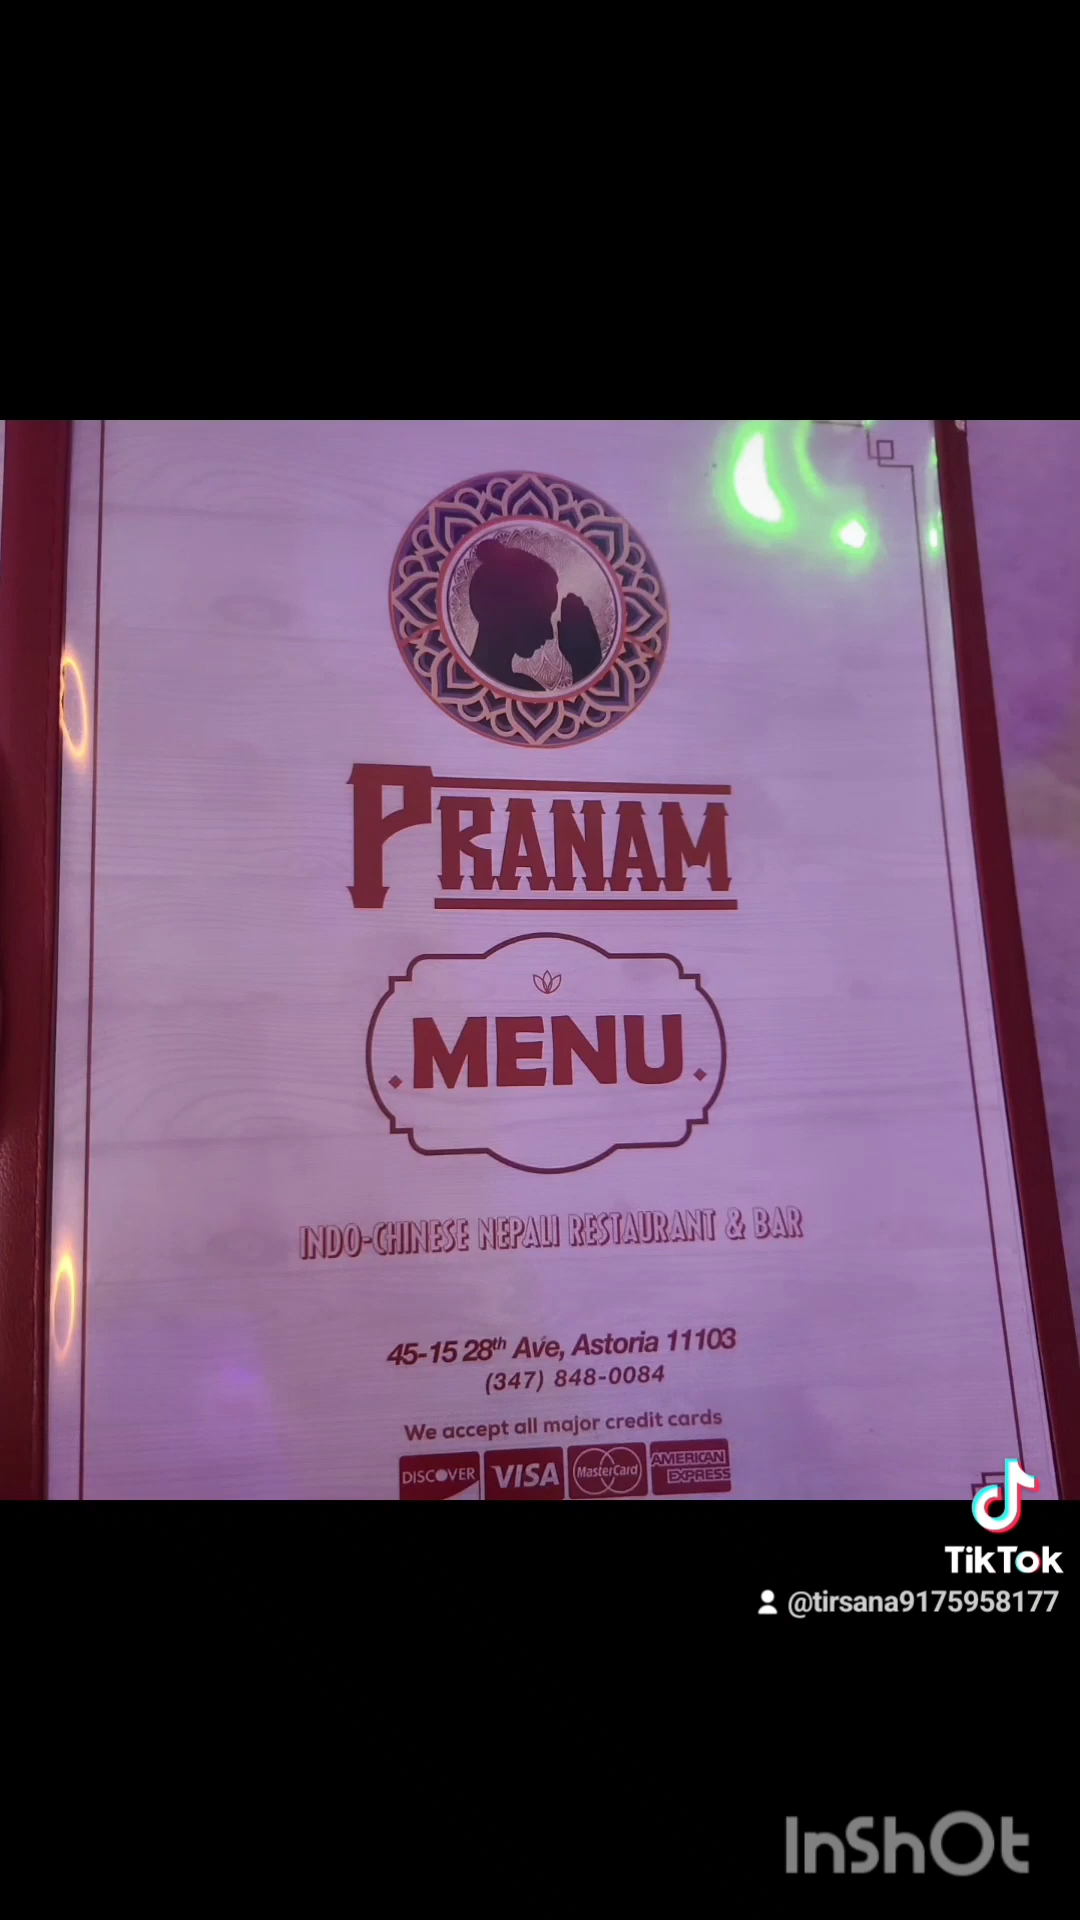 PRANAM
MENU
INDO-CHINESE NEPALI RESTAURANT & BAR
45-15 28th Ave, Astoria 11103
(347) 848-0084
We accept all major credit cards
DISCOVER VISA MasterCard AMERICAN EXPRESS
TikTok
@tirsana9175958177
InShOt